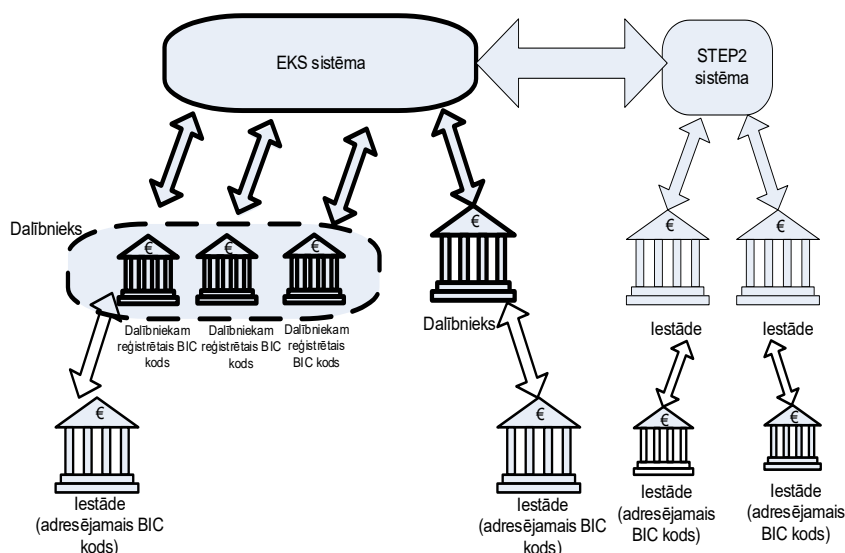 EKS sistēma
STEP2
sistēma
€
€
€
€
€
€
Dalībnieks
Dalībniekam
reģistrētais BIC
kods
Dalībniekam
reģistrētais BIC
kods
Dalībniekam
reģistrētais
BIC kods
Dalībnieks
Iestāde
Iestāde
€
€
€
€
Iestāde
(adresējamais BIC
kods)
Iestāde
(adresējamais BIC
kods)
Iestāde
(adresējamais
BIC kods)
Iestāde
(adresējamais
BIC kods)